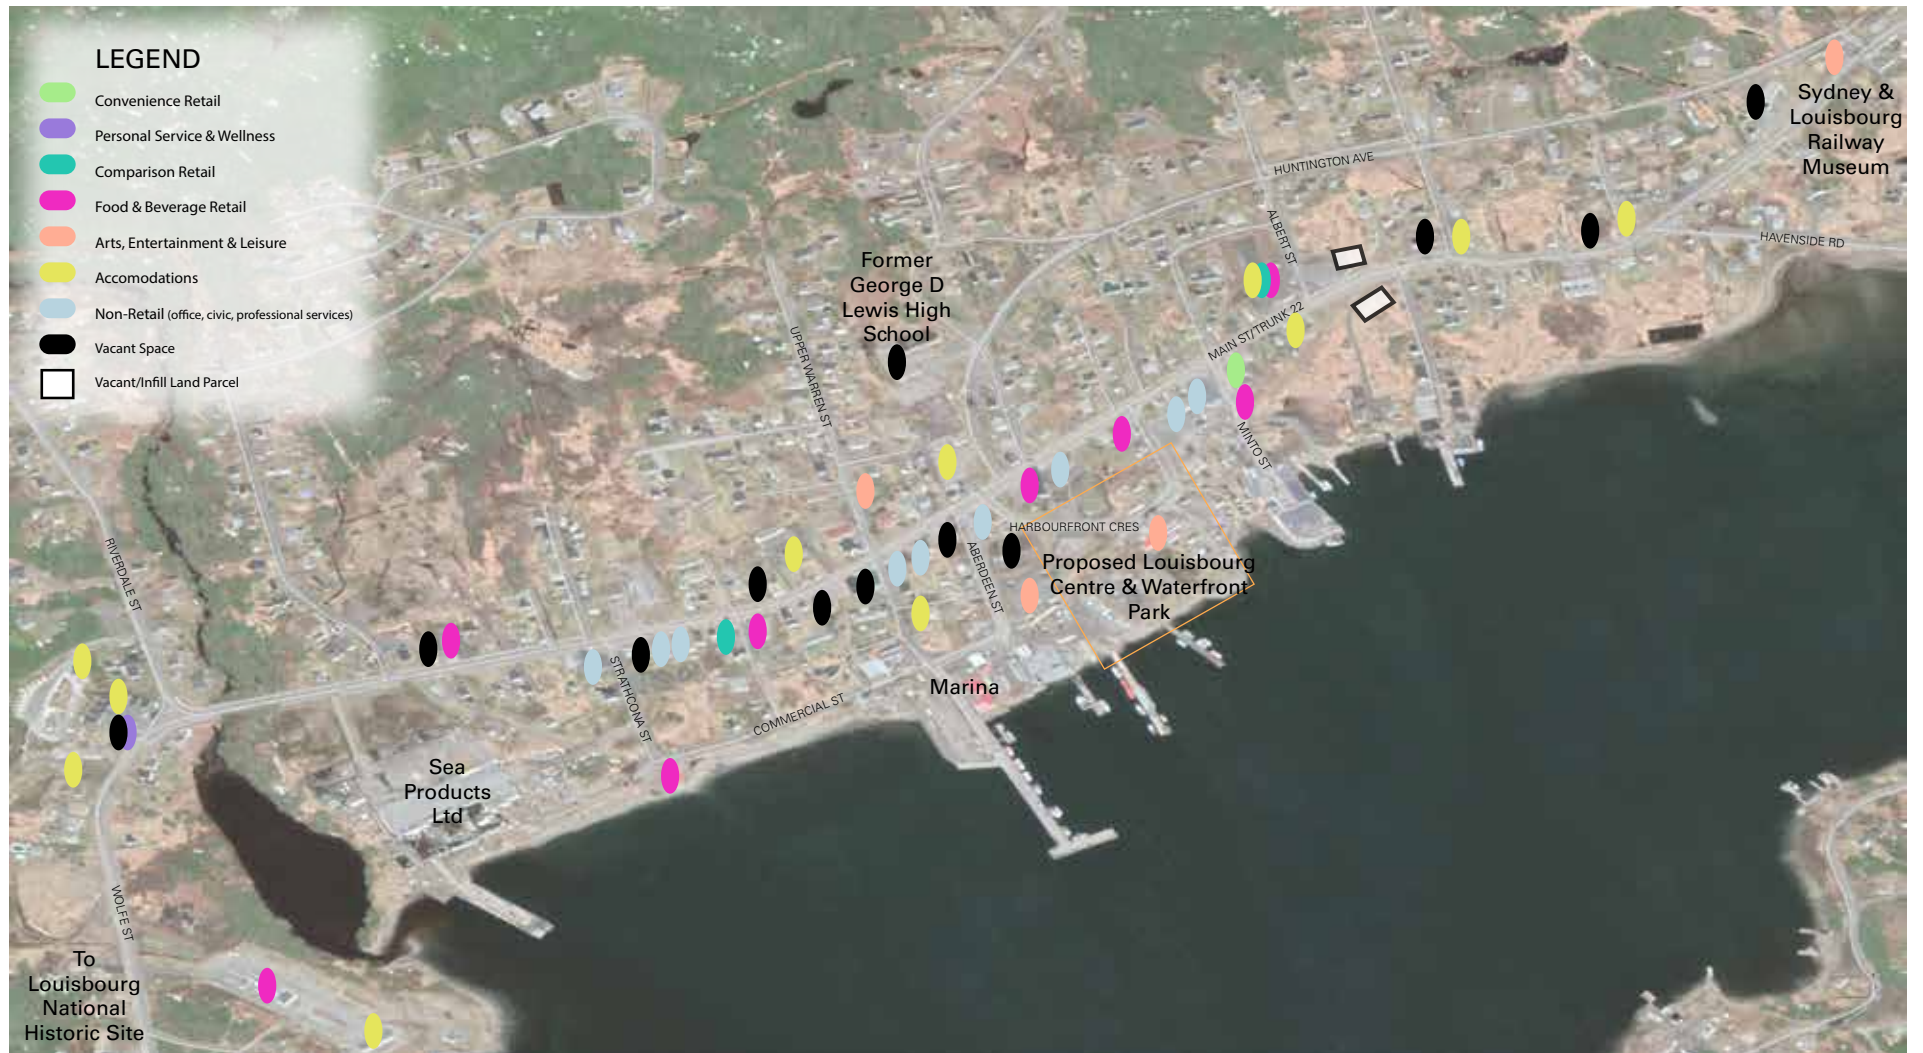 LEGEND
Convenience Retail
Personal Service & Wellness
Comparison Retail
Food & Beverage Retail
Arts, Entertainment & Leisure
Accomodations
Non-Retail (office, civic, professional services)
Vacant Space
Vacant/Infill Land Parcel
Sydney &
Louisbourg
Railway
Museum
HUNTINGTON AVE
ALBERT ST
HAVENSIDE RD
Former
George D
Lewis High
School
MAIN ST/TRUNK 22
UPPER WARREN ST
MINTO ST
HARBOURFRONT CRES
ABERDEEN ST
Proposed Louisbourg
Centre & Waterfront
Park
RIVERDALE ST
STRATHCONA ST
COMMERCIAL ST
Marina
Sea
Products
Ltd
WOLFE ST
To
Louisbourg
National
Historic Site